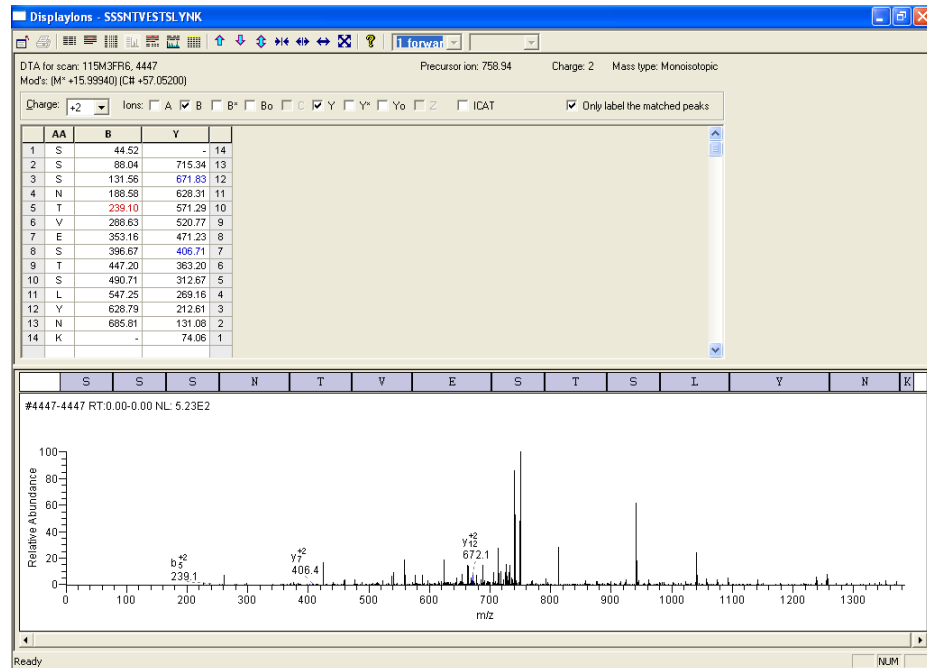 DisplayIons - SSSNTVESTSLYNK
1 forwar
DTA for scan: 115M3FR6, 4447 Precursor ion: 758.94 Charge: 2 Mass type: Monoisotopic
Mod's: (M* +15.99940) (C# +57.05200)
Charge: +2 Ions: A B B* Bo C Y Y* Yo Z ICAT Only label the matched peaks
AA B Y
1 S 44.52 - 14
2 S 88.04 715.34 13
3 S 131.56 671.83 12
4 N 188.58 628.31 11
5 T 239.10 571.29 10
6 V 288.63 520.77 9
7 E 353.16 471.23 8
8 S 396.67 406.71 7
9 T 447.20 363.20 6
10 S 490.71 312.67 5
11 L 547.25 269.16 4
12 Y 628.79 212.61 3
13 N 685.81 131.08 2
14 K - 74.06 1
S S S N T V E S T S L Y N K
#4447-4447 RT:0.00-0.00 NL: 5.23E2
Relative Abundance
100
80
60
40
20
0
b5+2
239.1
y7+2
406.4
y12+2
672.1
0 100 200 300 400 500 600 700 800 900 1000 1100 1200 1300
m/z
Ready NUM